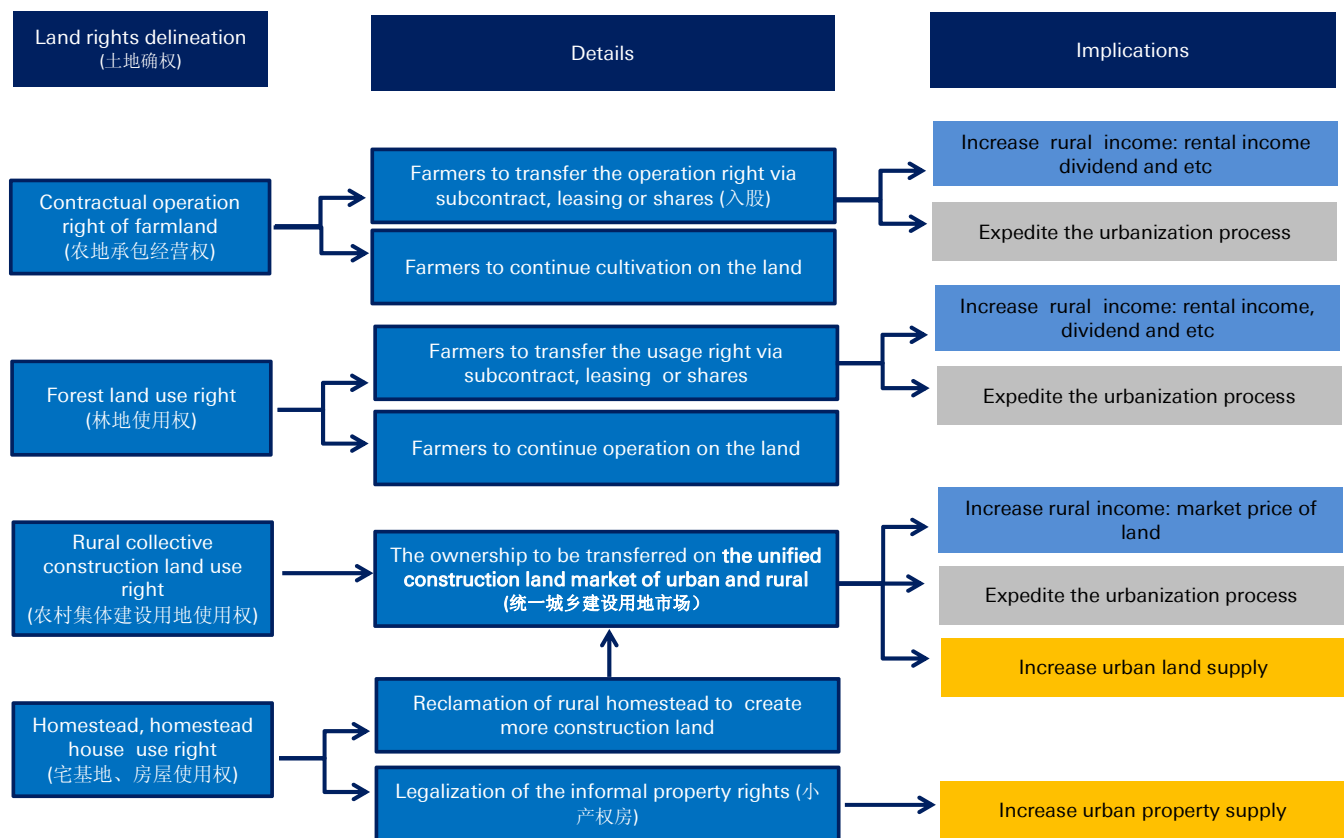 Land rights delineation
(土地确权)
Details
Implications
Contractual operation
right of farmland
(农地承包经营权)
Farmers to transfer the operation right via
subcontract, leasing or shares (入股)
Farmers to continue cultivation on the land
Increase rural income: rental income
dividend and etc
Expedite the urbanization process
Forest land use right
(林地使用权)
Farmers to transfer the usage right via
subcontract, leasing or shares
Farmers to continue operation on the land
Increase rural income: rental income,
dividend and etc
Expedite the urbanization process
Rural collective
construction land use
right
(农村集体建设用地使用权)
The ownership to be transferred on the unified
construction land market of urban and rural
(统一城乡建设用地市场）
Increase rural income: market price of
land
Expedite the urbanization process
Increase urban land supply
Homestead, homestead
house use right
(宅基地、房屋使用权)
Reclamation of rural homestead to create
more construction land
Legalization of the informal property rights (小
产权房)
Increase urban property supply